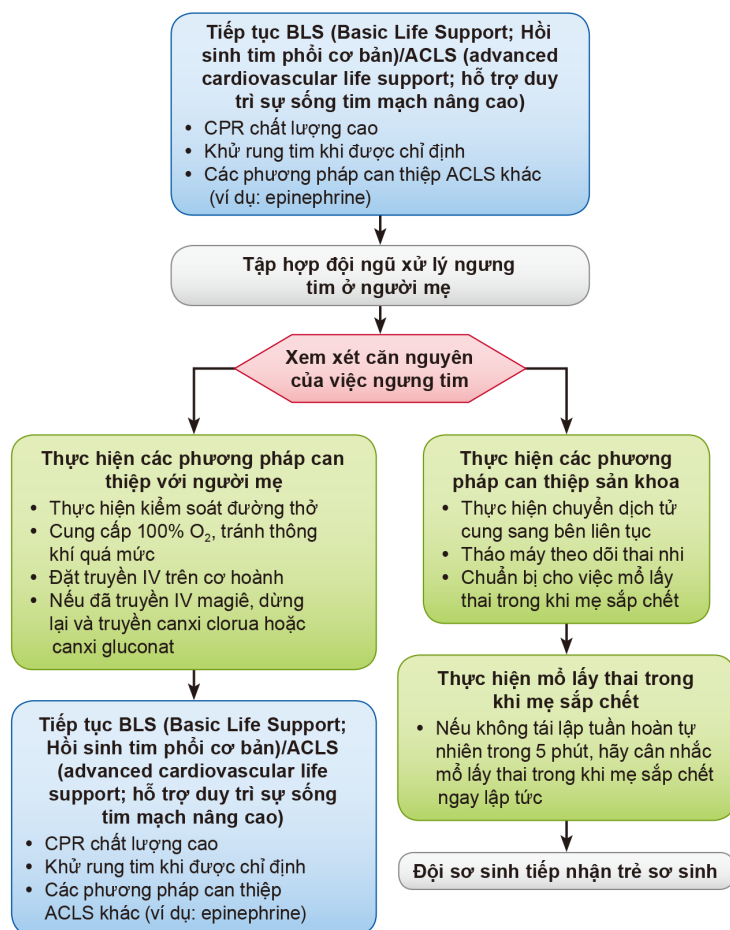 Tiếp tục BLS (Basic Life Support; Hồi
sinh tim phổi cơ bản)/ACLS (advanced
cardiovascular life support; hỗ trợ duy
trì sự sống tim mạch nâng cao)
• CPR chất lượng cao
• Khử rung tim khi được chỉ định
• Các phương pháp can thiệp ACLS khác
(ví dụ: epinephrine)
Tập hợp đội ngũ xử lý ngưng
tim ở người mẹ
Xem xét căn nguyên
của việc ngưng tim
Thực hiện các phương pháp can
thiệp với người mẹ
• Thực hiện kiểm soát đường thở
• Cung cấp 100% O₂, tránh thông
khí quá mức
• Đặt truyền IV trên cơ hoành
• Nếu đã truyền IV magiê, dừng
lại và truyền canxi clorua hoặc
canxi gluconat
Tiếp tục BLS (Basic Life Support;
Hồi sinh tim phổi cơ bản)/ACLS
(advanced cardiovascular life
support; hỗ trợ duy trì sự sống
tim mạch nâng cao)
• CPR chất lượng cao
• Khử rung tim khi được chỉ định
• Các phương pháp can thiệp
ACLS khác (ví dụ: epinephrine)
Thực hiện các phương
pháp can thiệp sản khoa
• Thực hiện chuyển dịch tử
cung sang bên liên tục
• Tháo máy theo dõi thai nhi
• Chuẩn bị cho việc mổ lấy
thai trong khi mẹ sắp chết
Thực hiện mổ lấy thai trong
khi mẹ sắp chết
• Nếu không tái lập tuần hoàn tự
nhiên trong 5 phút, hãy cân nhắc
mổ lấy thai trong khi mẹ sắp chết
ngay lập tức
Đội sơ sinh tiếp nhận trẻ sơ sinh